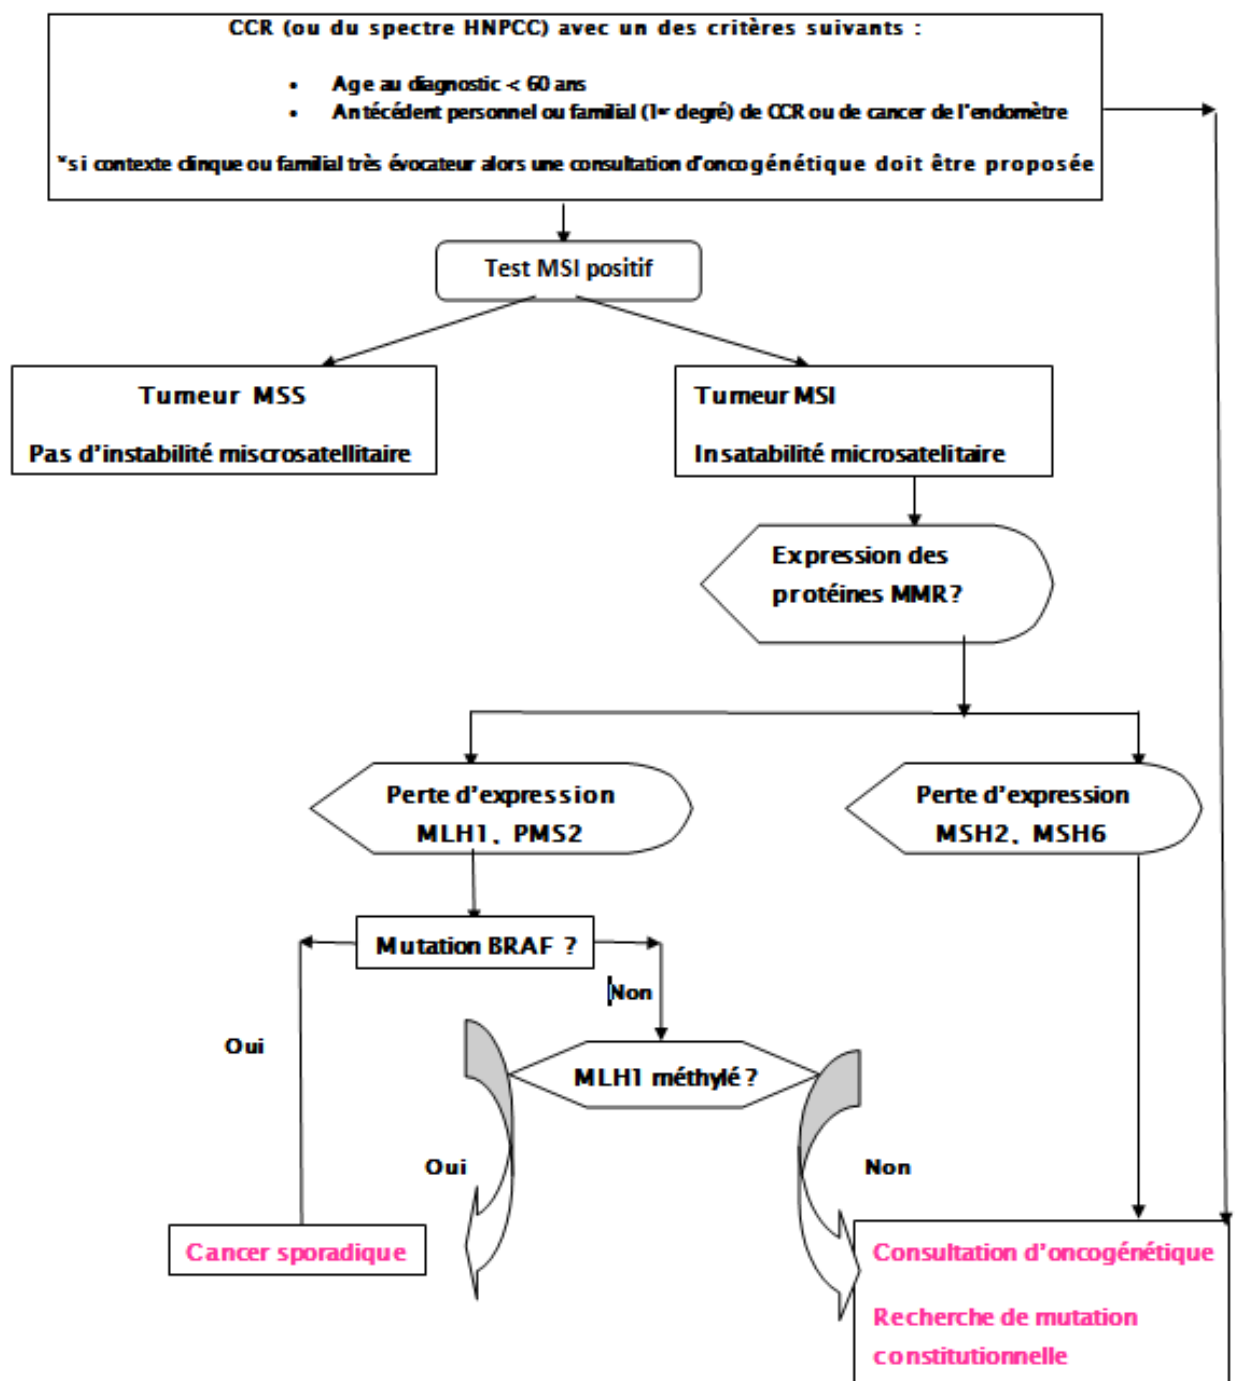 CCR (ou du spectre HNPCC) avec un des critères suivants :
• Age au diagnostic < 60 ans
• Antécédent personnel ou familial (1er degré) de CCR ou de cancer de l'endomètre
*si contexte clinque ou familial très évocateur alors une consultation d'oncogénétique doit être proposée
Test MSI positif
Tumeur MSS
Pas d'instabilité miscrosatellitaire
Tumeur MSI
Insatabilité microsatelitaire
Expression des
protéines MMR?
Perte d'expression
MLH1, PMS2
Perte d'expression
MSH2, MSH6
Mutation BRAF ?
Non
Oui
MLH1 méthylé ?
Oui
Non
Cancer sporadique
Consultation d'oncogénétique
Recherche de mutation
constitutionnelle